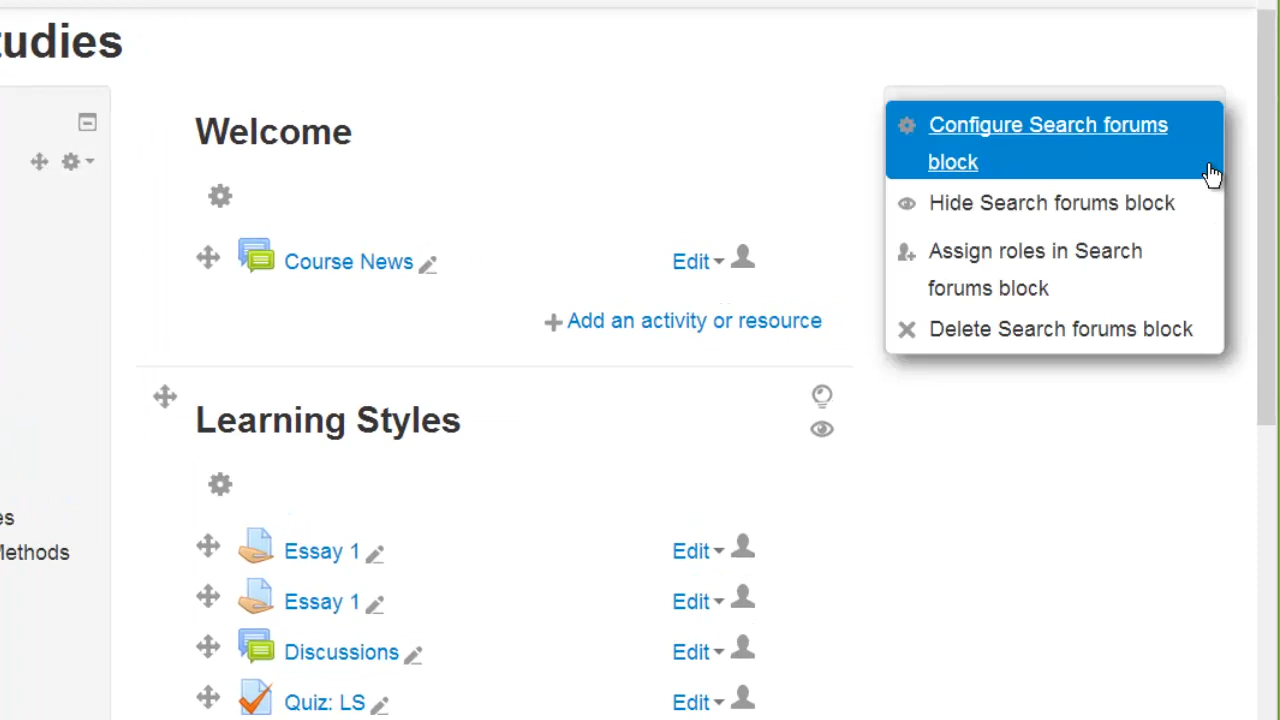 tudies
Welcome
Course News
Edit
Add an activity or resource
Configure Search forums
block
Hide Search forums block
Assign roles in Search
forums block
Delete Search forums block
Learning Styles
es
Methods
Essay 1
Edit
Essay 1
Edit
Discussions
Edit
Quiz: LS
Edit